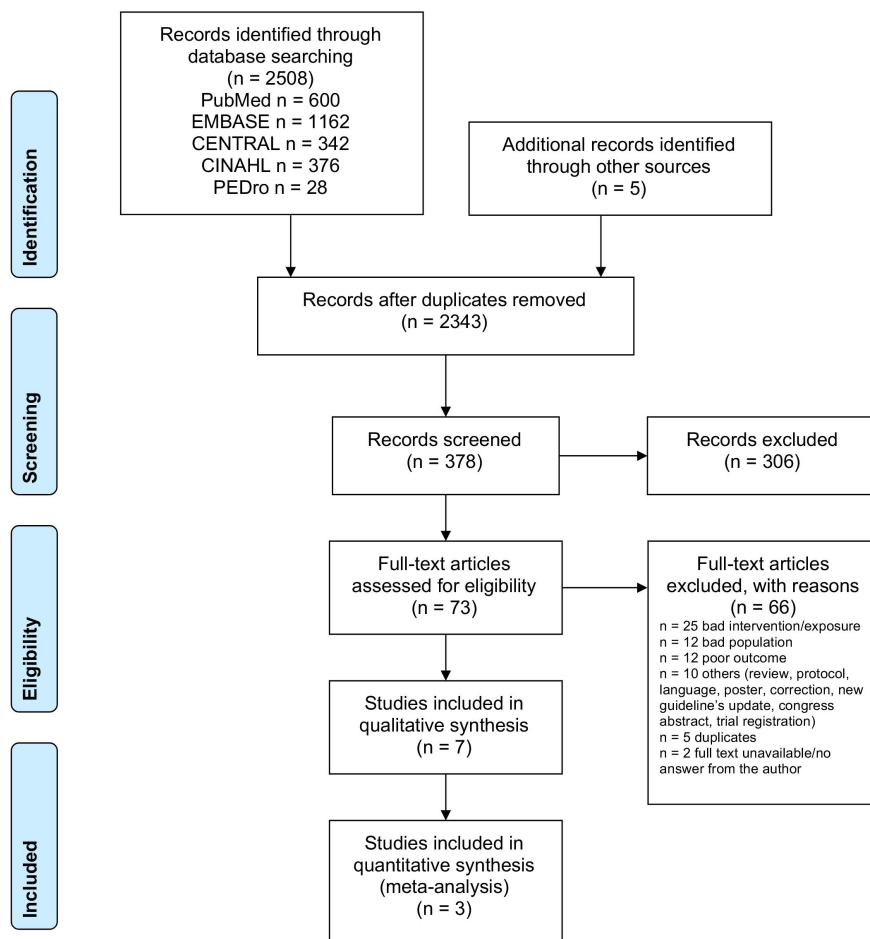 Records identified through
database searching
(n = 2508)
PubMed n = 600
EMBASE n = 1162
CENTRAL n = 342
CINAHL n = 376
PEDro n = 28
Additional records identified
through other sources
(n = 5)
Identification
Records after duplicates removed
(n = 2343)
Screening
Records screened
(n = 378)
Records excluded
(n = 306)
Eligibility
Full-text articles
assessed for eligibility
(n = 73)
Full-text articles
excluded, with reasons
(n = 66)
n = 25 bad intervention/exposure
n = 12 bad population
n = 12 poor outcome
n = 10 others (review, protocol,
language, poster, correction, new
guideline's update, congress
abstract, trial registration)
n = 5 duplicates
n = 2 full text unavailable/no
answer from the author
Studies included in
qualitative synthesis
(n = 7)
Included
Studies included in
quantitative synthesis
(meta-analysis)
(n = 3)